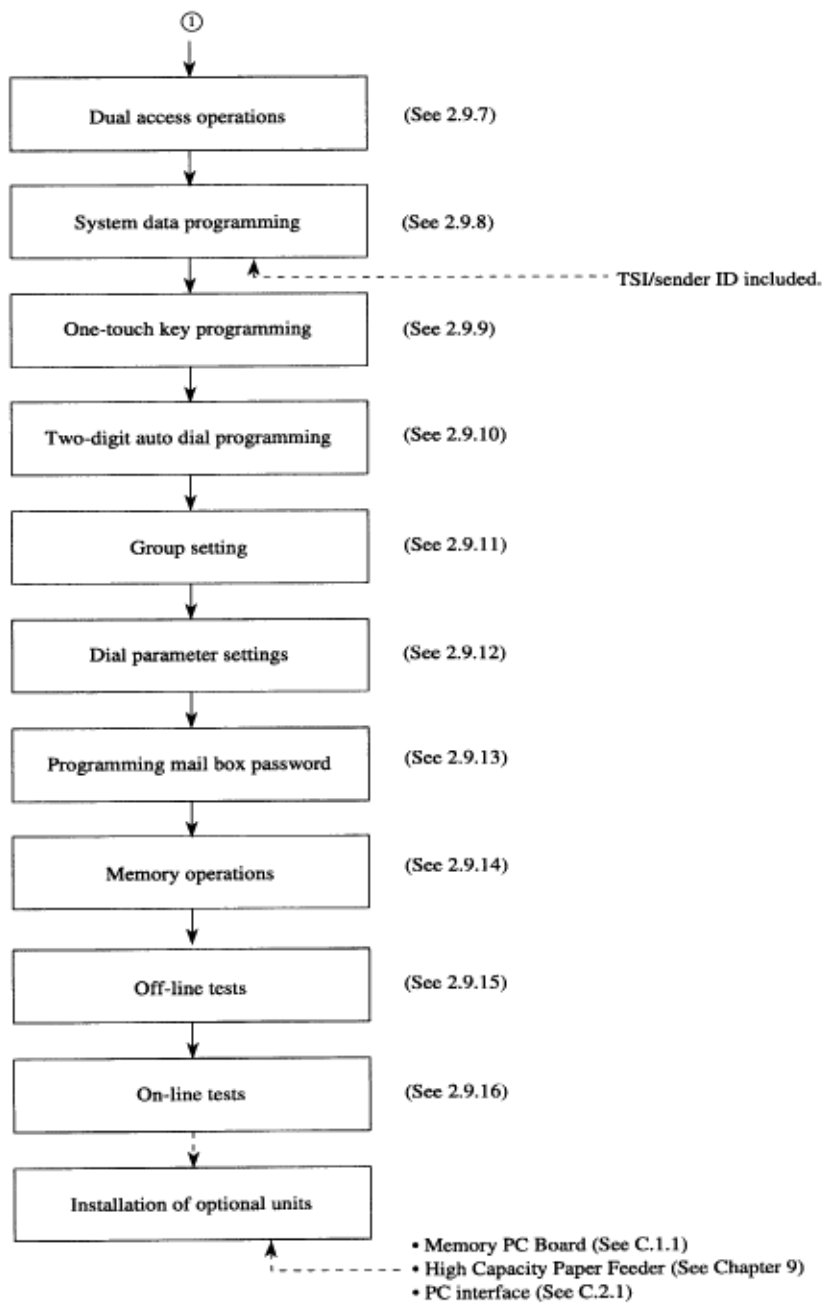 ①
Dual access operations (See 2.9.7)
System data programming (See 2.9.8)
TSI/sender ID included.
One-touch key programming (See 2.9.9)
Two-digit auto dial programming (See 2.9.10)
Group setting (See 2.9.11)
Dial parameter settings (See 2.9.12)
Programming mail box password (See 2.9.13)
Memory operations (See 2.9.14)
Off-line tests (See 2.9.15)
On-line tests (See 2.9.16)
Installation of optional units
• Memory PC Board (See C.1.1)
• High Capacity Paper Feeder (See Chapter 9)
• PC interface (See C.2.1)